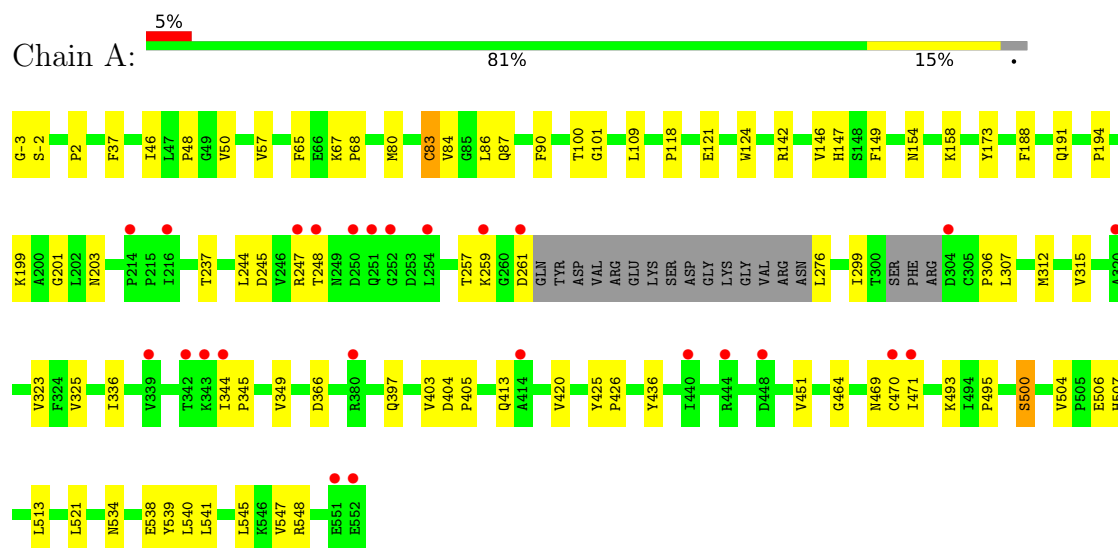 5%
Chain A:
81% 15% •
G-3 S-2 P2 F37 I46 L47 P48 G49 V50 V57 F65 E66 K67 P68 M80 C83 V84 G85 L86 Q87 F90 T100 G101 L109 P118 E121 W124 R142 V146 H147 S148 F149 N154 K158 Y173 F188 Q191 P194
K199 A200 G201 L202 N203 P214 P215 I216 T237 L244 D245 V246 R247 T248 N249 D250 Q251 G252 D253 L254 T257 K259 G260 D261 GLN TYR ASP VAL ARG GLU LYS SER ASP GLY LYS GLY VAL ARG ASN L276 I299 T300 SER PHE ARG D304 C305 P306 L307 M312 V315 A320
V323 F324 V325 I336 V339 T342 K343 I344 P345 V349 D366 R380 Q397 V403 D404 P405 Q413 A414 V420 Y425 P426 Y436 I440 R444 D448 V451 G464 N469 C470 I471 K493 I494 P495 S500 V504 P505 E506 H507
L513 L521 N534 E538 Y539 L540 L541 L545 K546 V547 R548 E551 E552